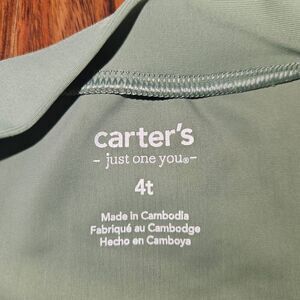 carter's
- just one you® -
4t
Made in Cambodia
Fabriqué au Cambodge
Hecho en Camboya